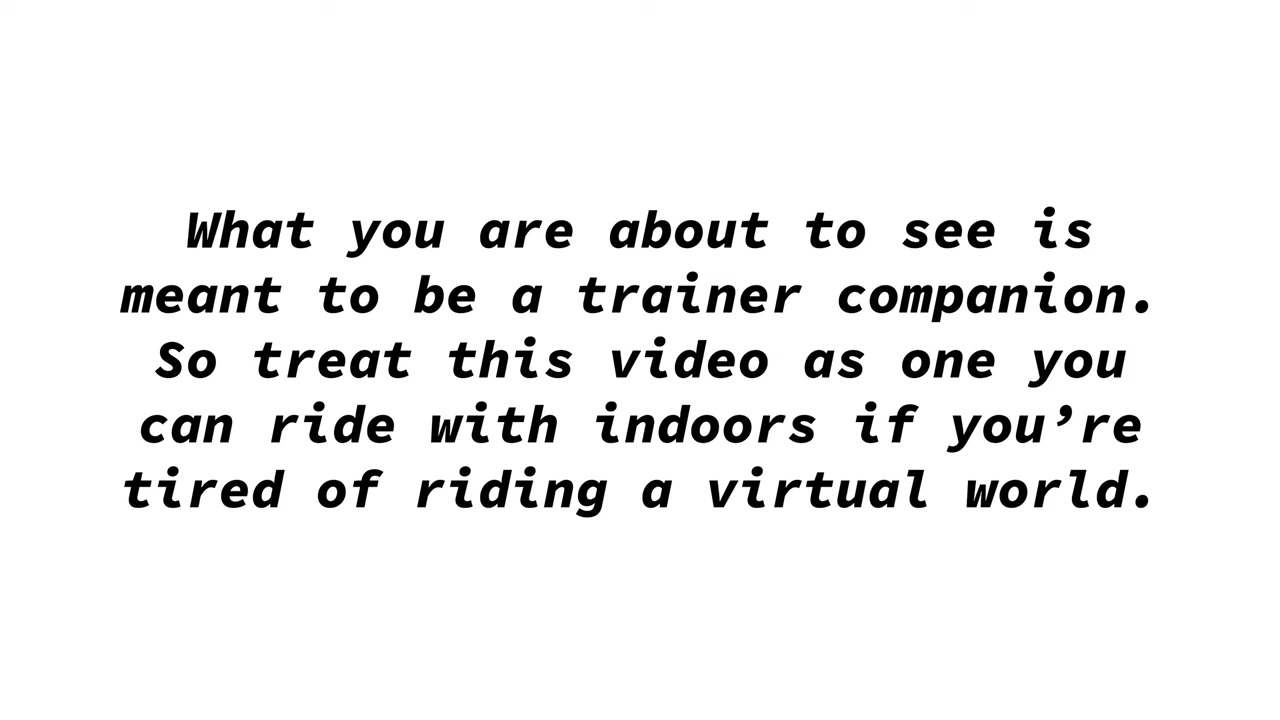 What you are about to see is
meant to be a trainer companion.
So treat this video as one you
can ride with indoors if you’re
tired of riding a virtual world.